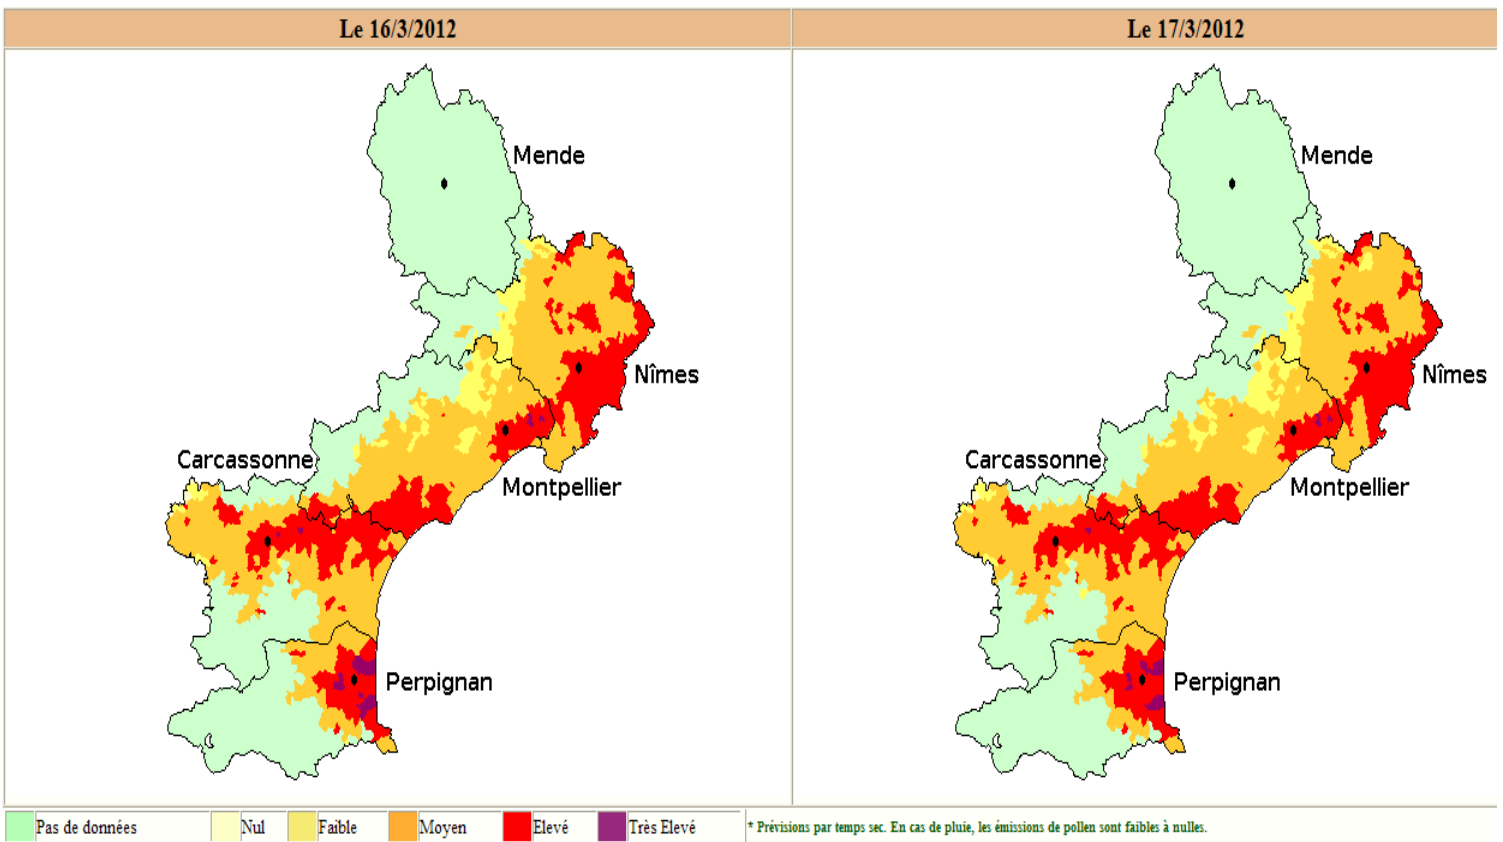 Le 16/3/2012
Le 17/3/2012
Mende
Nîmes
Carcassonne
Montpellier
Perpignan
Mende
Nîmes
Carcassonne
Montpellier
Perpignan
Pas de données
Nul
Faible
Moyen
Elevé
Très Elevé
* Prévisions par temps sec. En cas de pluie, les émissions de pollen sont faibles à nulles.